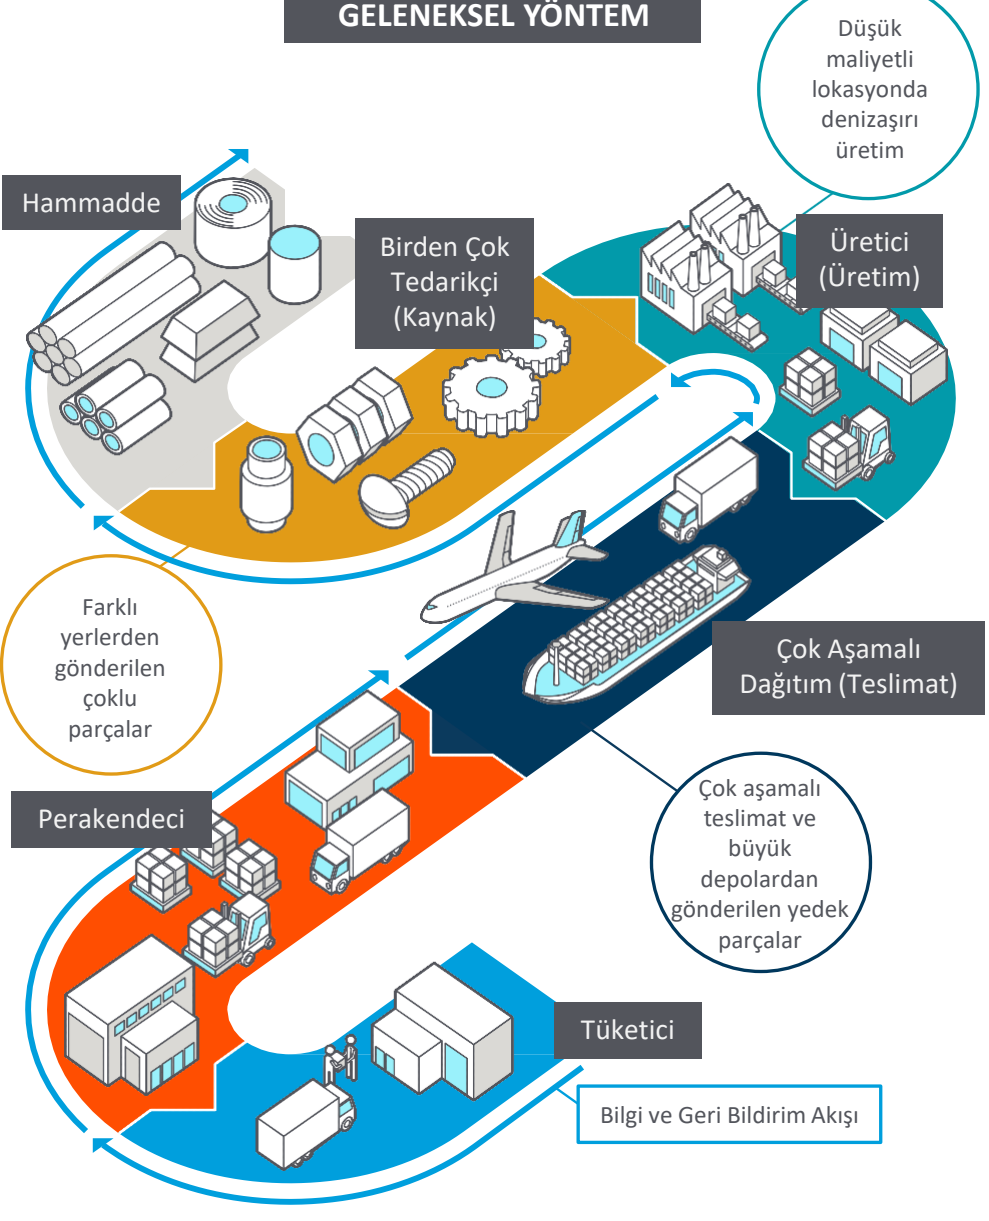 GELENEKSEL YÖNTEM
Düşük
maliyetli
lokasyonda
denizaşırı
üretim
Hammadde
Birden Çok
Tedarikçi
(Kaynak)
Üretici
(Üretim)
Farklı
yerlerden
gönderilen
çoklu
parçalar
Çok Aşamalı
Dağıtım (Teslimat)
Çok aşamalı
teslimat ve
büyük
depolardan
gönderilen yedek
parçalar
Perakendeci
Tüketici
Bilgi ve Geri Bildirim Akışı